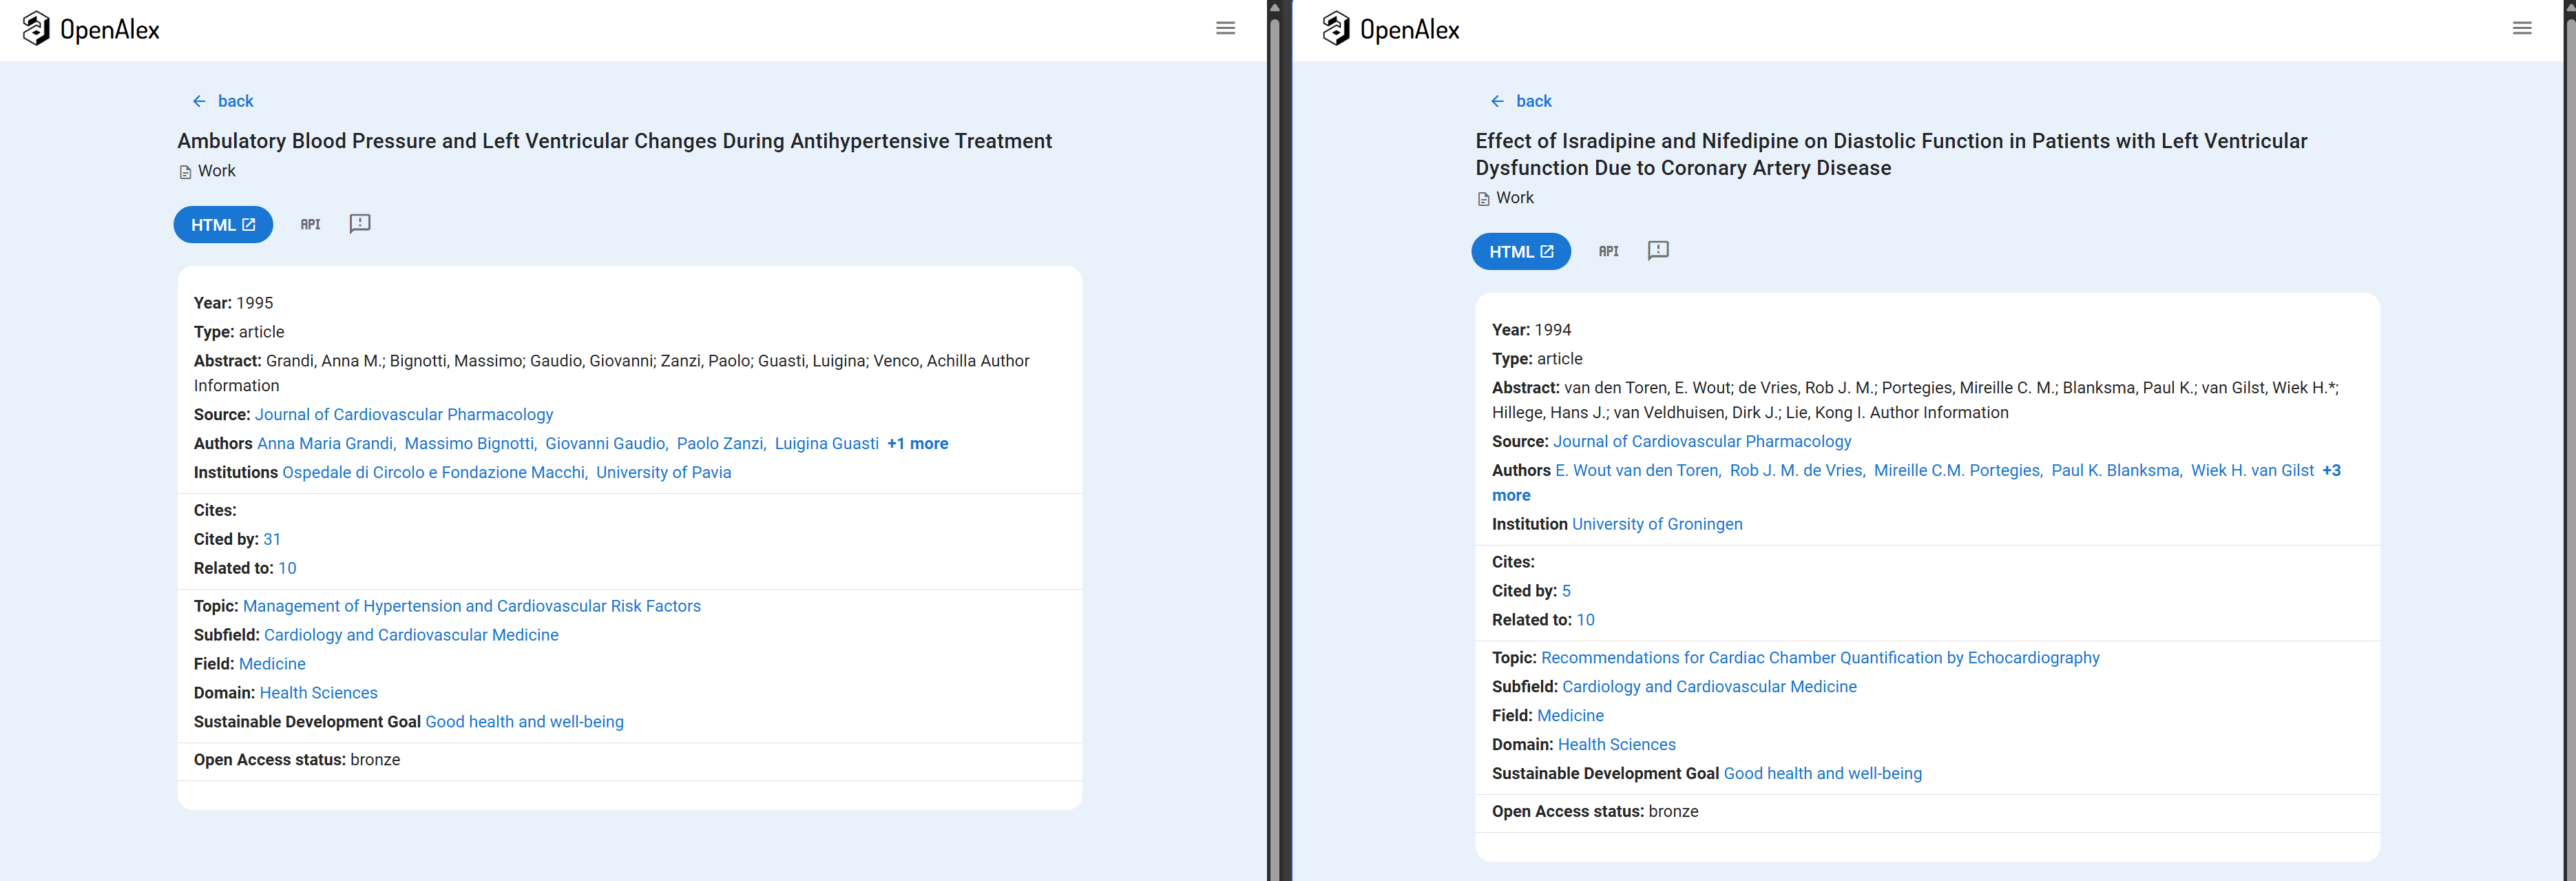 OpenAlex
back
Ambulatory Blood Pressure and Left Ventricular Changes During Antihypertensive Treatment
Work
HTML
API
Year: 1995
Type: article
Abstract: Grandi, Anna M.; Bignotti, Massimo; Gaudio, Giovanni; Zanzi, Paolo; Guasti, Luigina; Venco, Achilla Author
Information
Source: Journal of Cardiovascular Pharmacology
Authors Anna Maria Grandi, Massimo Bignotti, Giovanni Gaudio, Paolo Zanzi, Luigina Guasti +1 more
Institutions Ospedale di Circolo e Fondazione Macchi, University of Pavia
Cites:
Cited by: 31
Related to: 10
Topic: Management of Hypertension and Cardiovascular Risk Factors
Subfield: Cardiology and Cardiovascular Medicine
Field: Medicine
Domain: Health Sciences
Sustainable Development Goal Good health and well-being
Open Access status: bronze
OpenAlex
back
Effect of Isradipine and Nifedipine on Diastolic Function in Patients with Left Ventricular
Dysfunction Due to Coronary Artery Disease
Work
HTML
API
Year: 1994
Type: article
Abstract: van den Toren, E. Wout; de Vries, Rob J. M.; Portegies, Mireille C. M.; Blanksma, Paul K.; van Gilst, Wiek H.*;
Hillege, Hans J.; van Veldhuisen, Dirk J.; Lie, Kong I. Author Information
Source: Journal of Cardiovascular Pharmacology
Authors E. Wout van den Toren, Rob J. M. de Vries, Mireille C.M. Portegies, Paul K. Blanksma, Wiek H. van Gilst +3
more
Institution University of Groningen
Cites:
Cited by: 5
Related to: 10
Topic: Recommendations for Cardiac Chamber Quantification by Echocardiography
Subfield: Cardiology and Cardiovascular Medicine
Field: Medicine
Domain: Health Sciences
Sustainable Development Goal Good health and well-being
Open Access status: bronze